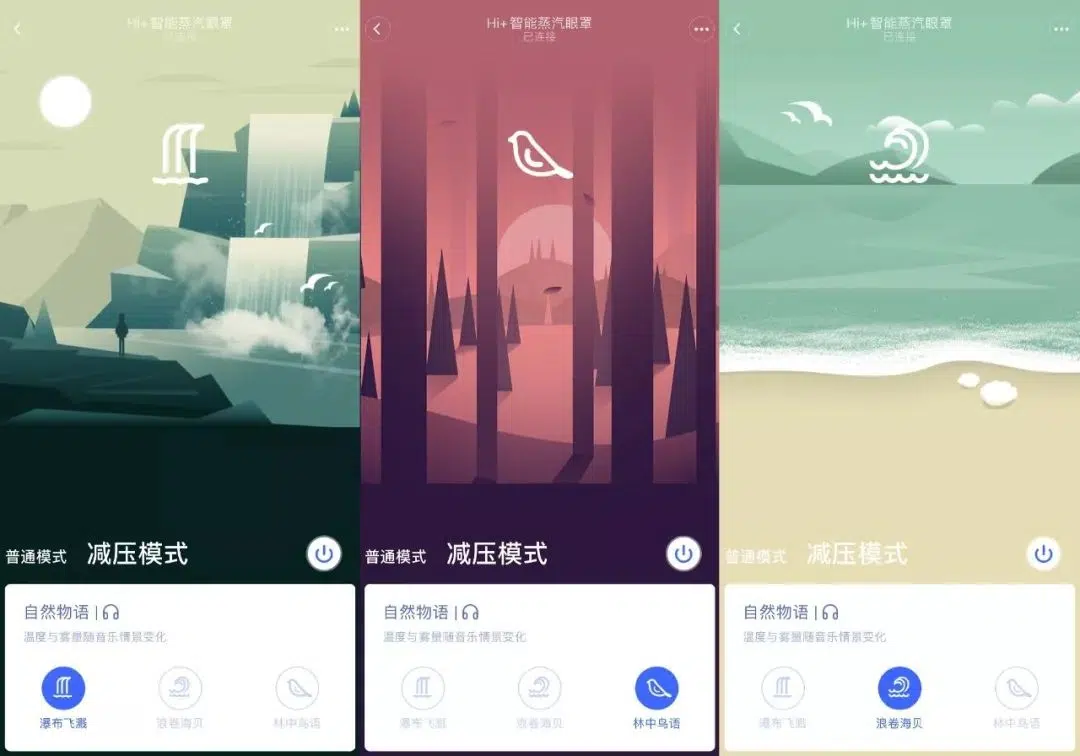 Hi+ 智能蒸汽眼罩
已连接
普通模式 减压模式
自然物语
温度与雾量随音乐情景变化
瀑布飞溅 浪卷海贝 林中鸟语
Hi+ 智能蒸汽眼罩
已连接
普通模式 减压模式
自然物语
温度与雾量随音乐情景变化
瀑布飞溅 浪卷海贝 林中鸟语
Hi+ 智能蒸汽眼罩
已连接
普通模式 减压模式
自然物语
温度与雾量随音乐情景变化
瀑布飞溅 浪卷海贝 林中鸟语